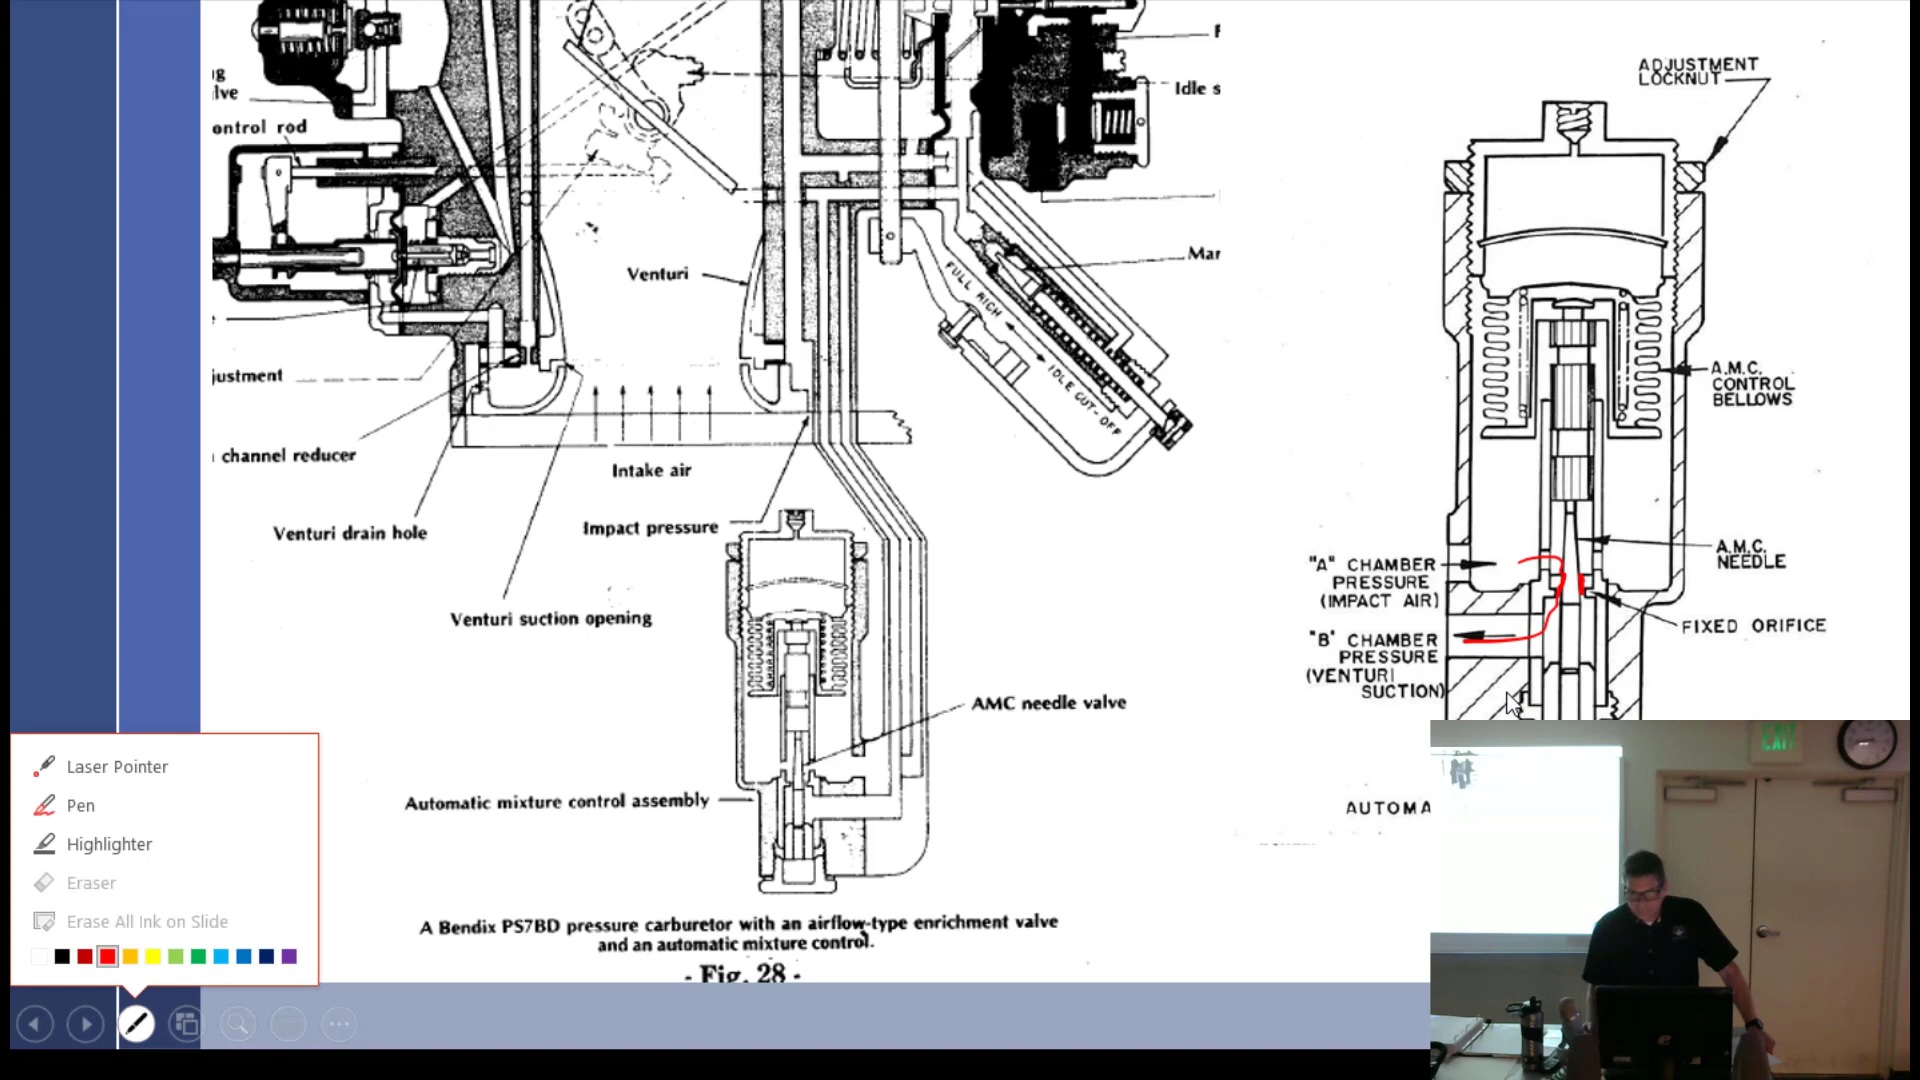 lve
ontrol rod
Idle s
Venturi
Mar
FULL RICH
IDLE CUT-OFF
justment
channel reducer
Intake air
Venturi drain hole
Impact pressure
Venturi suction opening
AMC needle valve
Automatic mixture control assembly
A Bendix PS7BD pressure carburetor with an airflow-type enrichment valve
and an automatic mixture control.
- Fig. 28 -
ADJUSTMENT
LOCKNUT
A.M.C.
CONTROL
BELLOWS
A.M.C.
NEEDLE
"A" CHAMBER
PRESSURE
(IMPACT AIR)
FIXED ORIFICE
"B" CHAMBER
PRESSURE
(VENTURI
SUCTION)
AUTOMA
Laser Pointer
Pen
Highlighter
Eraser
Erase All Ink on Slide
EXIT